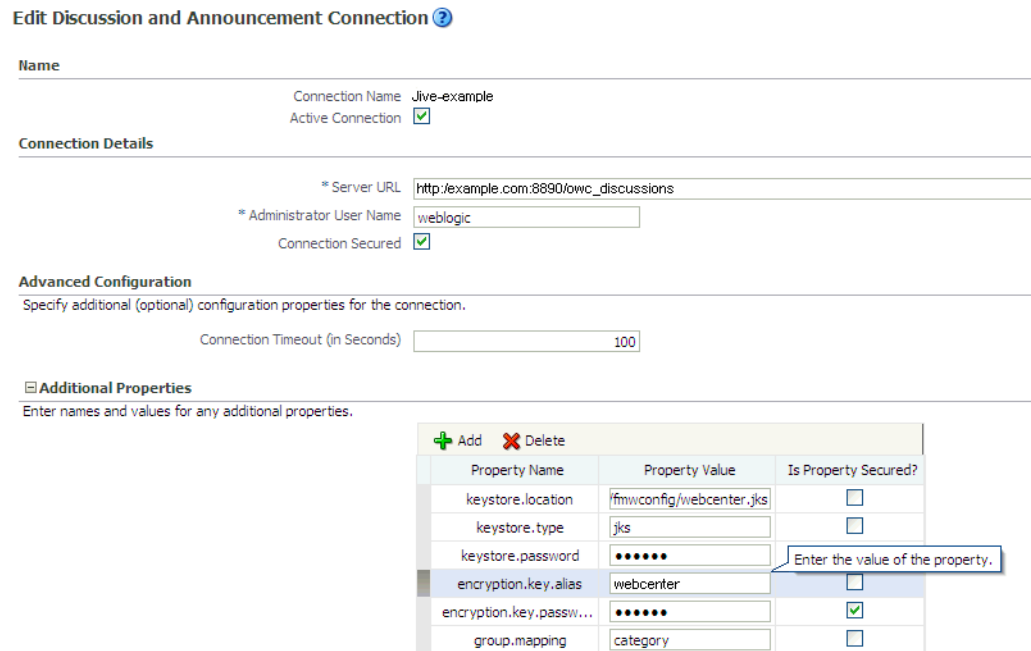 Edit Discussion and Announcement Connection ?
Name
Connection Name Jive-example
Active Connection
Connection Details
* Server URL http:/example.com:8890/owc_discussions
* Administrator User Name weblogic
Connection Secured
Advanced Configuration
Specify additional (optional) configuration properties for the connection.
Connection Timeout (in Seconds) 100
Additional Properties
Enter names and values for any additional properties.
Add Delete
Property Name Property Value Is Property Secured?
keystore.location /fmwconfig/webcenter.jks
keystore.type jks
keystore.password ••••••
Enter the value of the property.
encryption.key.alias webcenter
encryption.key.passw... ••••••
group.mapping category